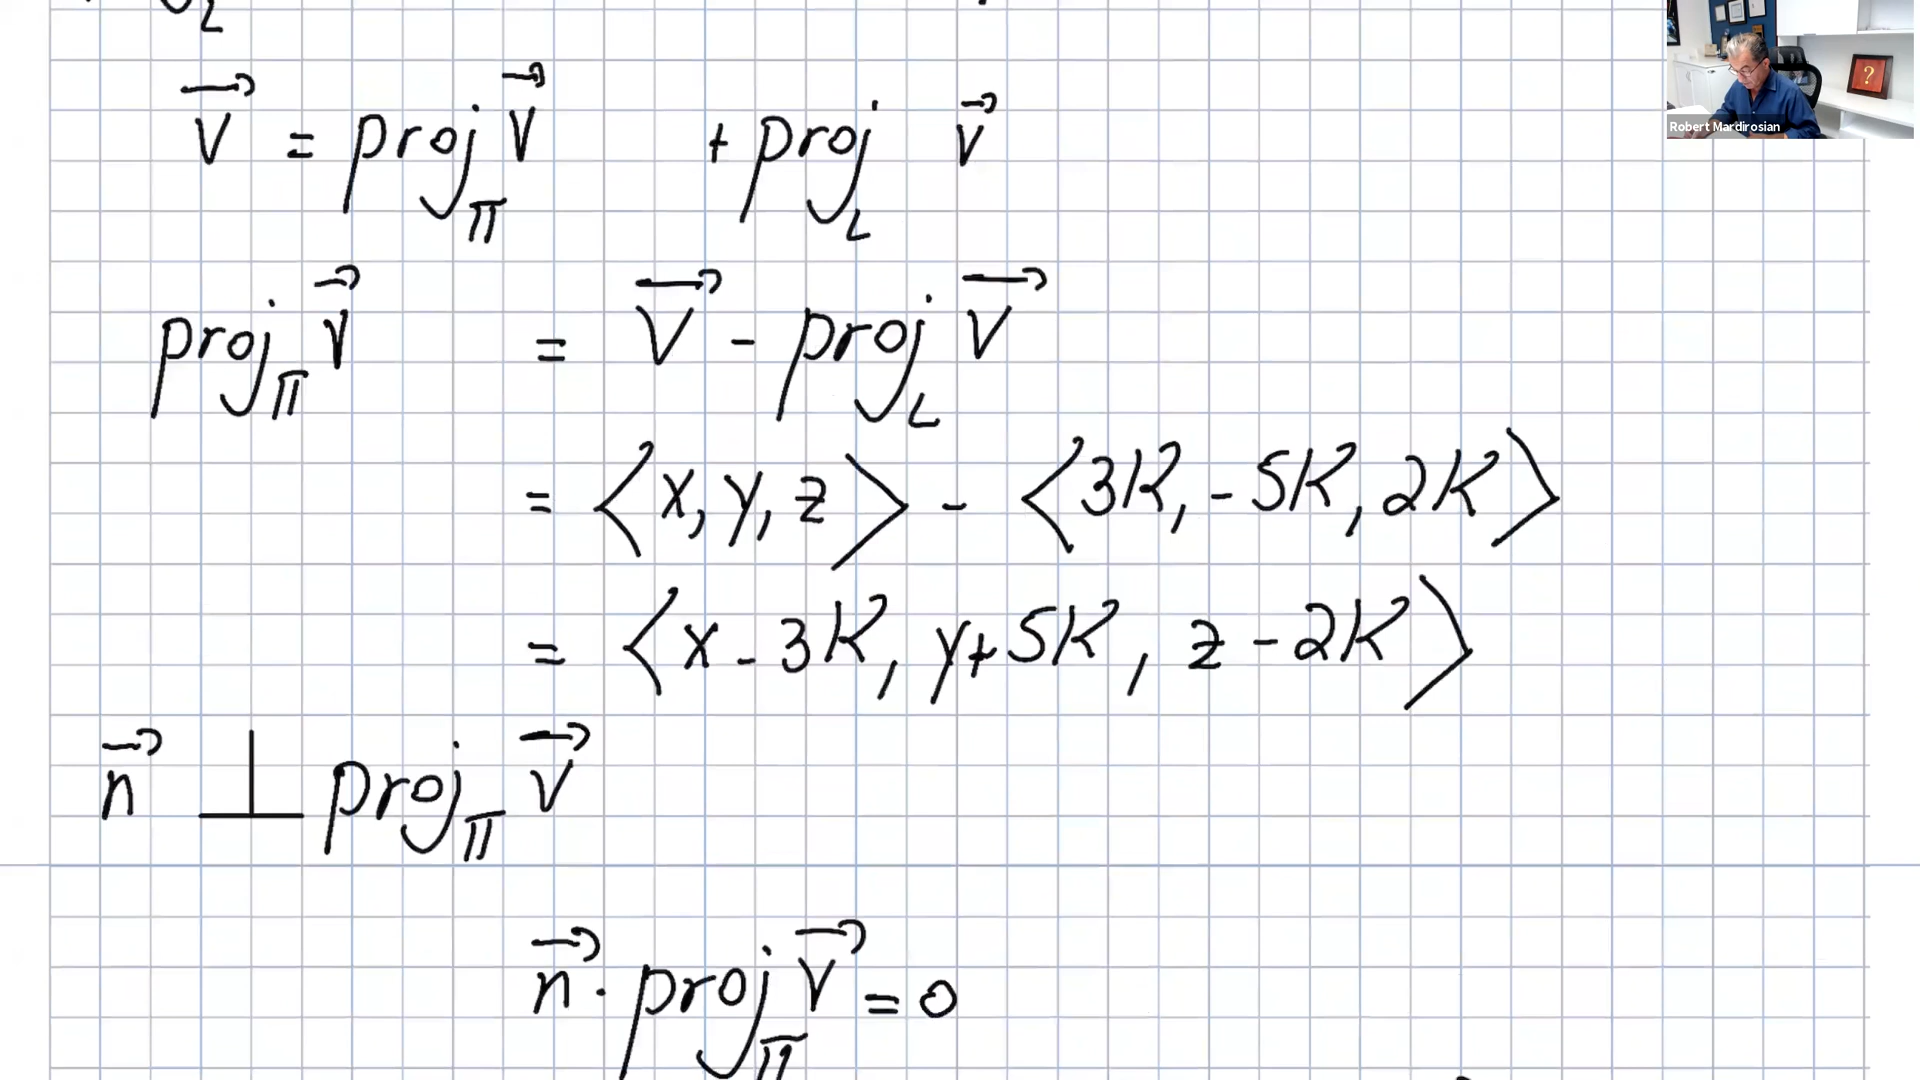 L
?
Robert Mardirosian
v⃗ = proj_π v⃗ + proj_L v⃗
proj_π v⃗ = v⃗ - proj_L v⃗
= ⟨x, y, z⟩ - ⟨3K, -5K, 2K⟩
= ⟨x - 3K, y + 5K, z - 2K⟩
n⃗ ⊥ proj_π v⃗
n⃗ · proj_π v⃗ = 0